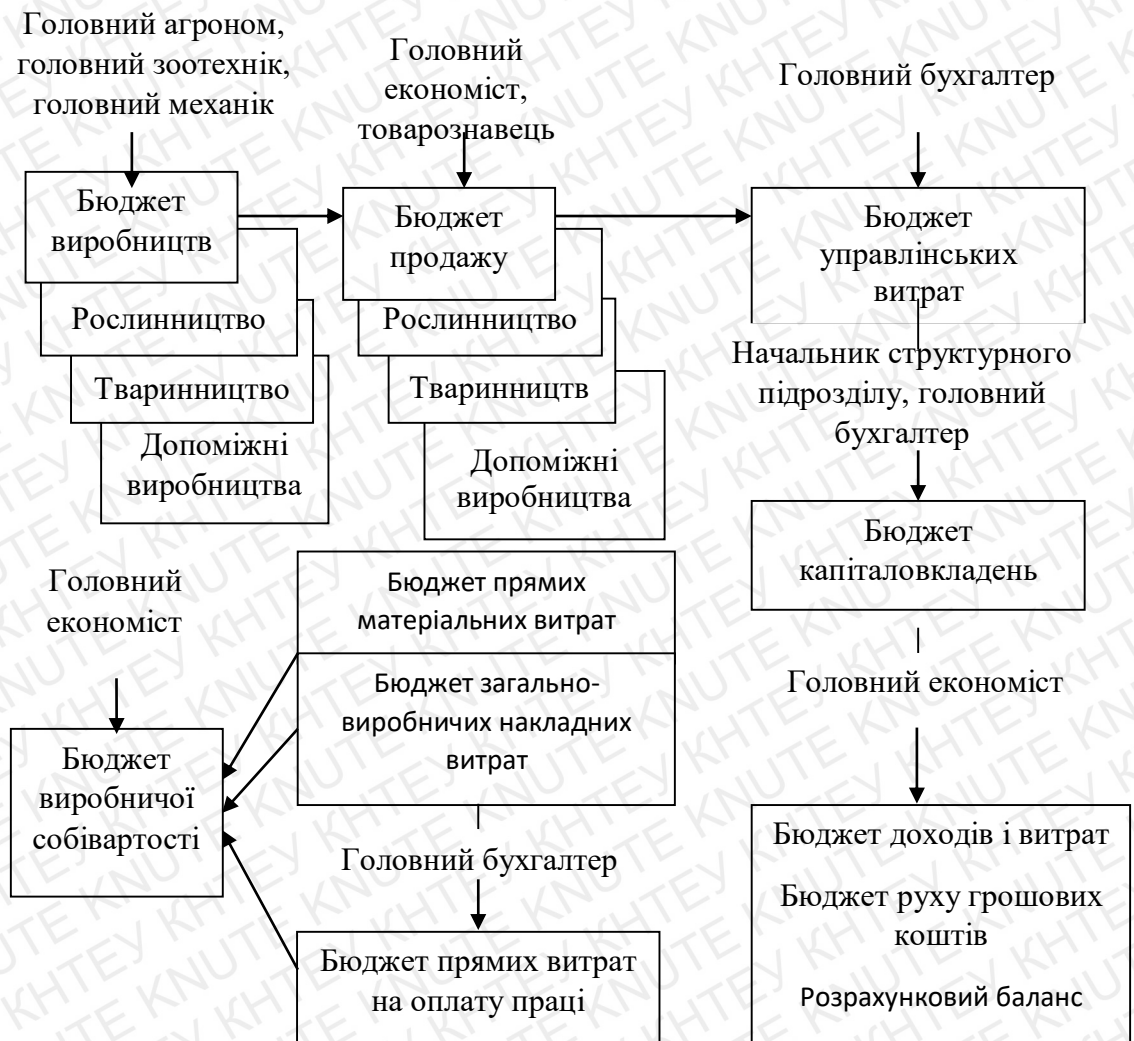 Головний агроном,
головний зоотехнік,
головний механік
Головний
економіст,
товарознавець
Головний бухгалтер
Бюджет
виробництв
Рослинництво
Тваринництво
Допоміжні
виробництва
Бюджет
продажу
Рослинництво
Тваринництв
Допоміжні
виробництва
Бюджет
управлінських
витрат
Начальник структурного
підрозділу, головний
бухгалтер
Бюджет
капіталовкладень
Головний
економіст
Бюджет прямих
матеріальних витрат
Бюджет загально-
виробничих накладних
витрат
Головний економіст
Бюджет
виробничої
собівартості
Головний бухгалтер
Бюджет прямих витрат
на оплату праці
Бюджет доходів і витрат
Бюджет руху грошових
коштів
Розрахунковий баланс